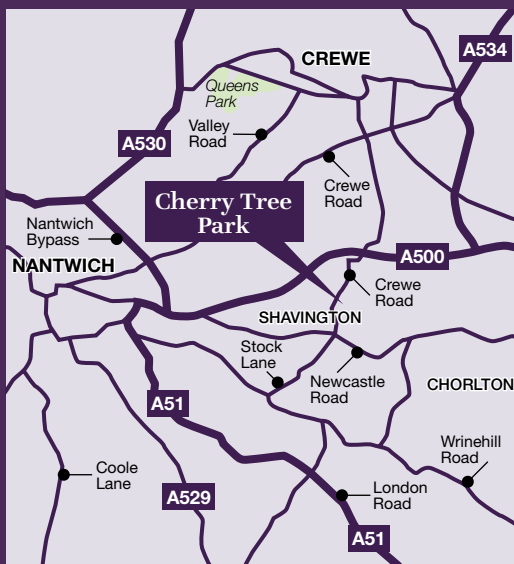 CREWE
A534
Queens
Park
Valley
Road
A530
Crewe
Road
Cherry Tree
Park
Nantwich
Bypass
NANTWICH
A500
Crewe
Road
SHAVINGTON
Stock
Lane
Newcastle
Road
CHORLTON
A51
Wrinehill
Road
Coole
Lane
A529
London
Road
A51